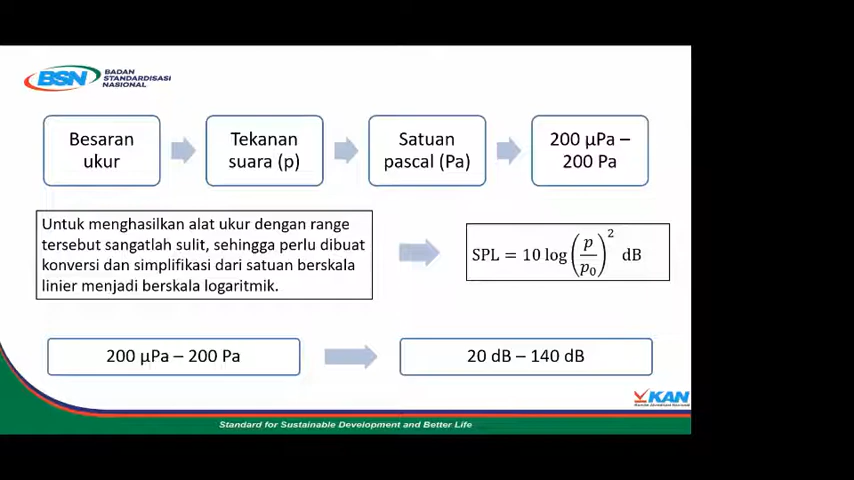 BSN
BADAN
STANDARDISASI
NASIONAL
Besaran
ukur
Tekanan
suara (p)
Satuan
pascal (Pa)
200 µPa –
200 Pa
Untuk menghasilkan alat ukur dengan range
tersebut sangatlah sulit, sehingga perlu dibuat
konversi dan simplifikasi dari satuan berskala
linier menjadi berskala logaritmik.
SPL = 10 log(p/p₀)² dB
200 µPa – 200 Pa
20 dB – 140 dB
KAN
Standard for Sustainable Development and Better Life